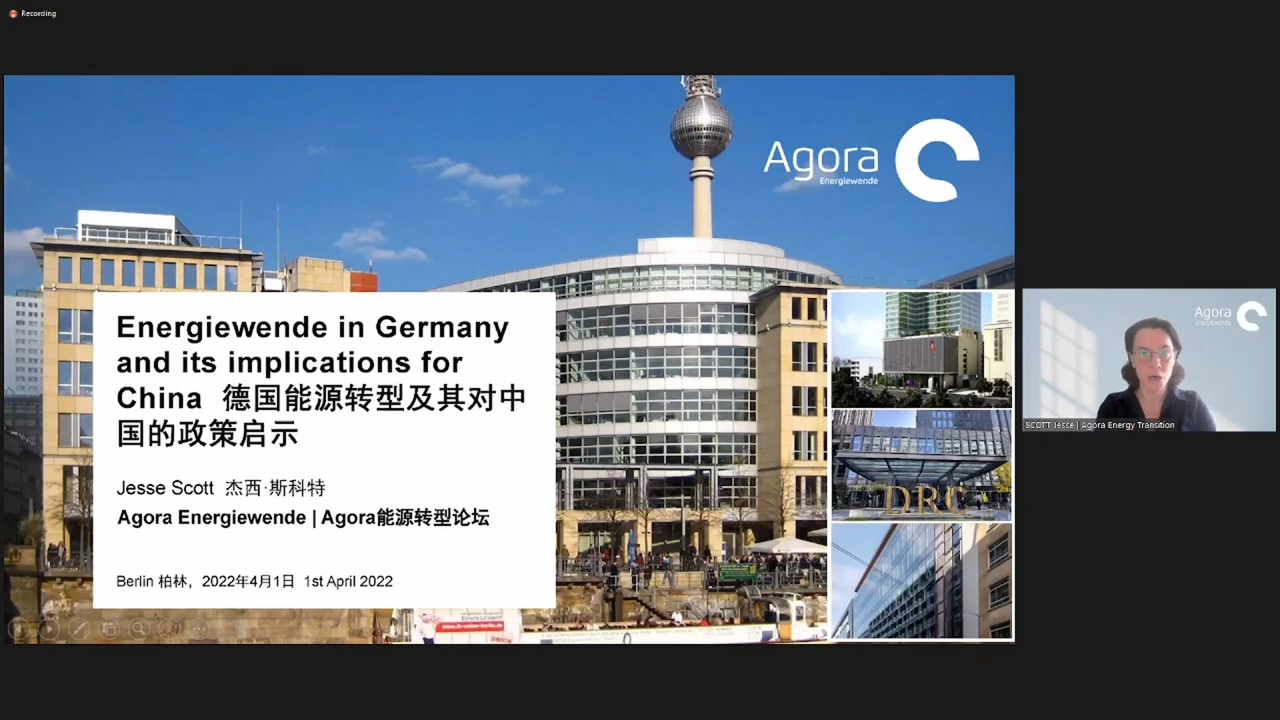 Recording
Agora
Energiewende
Energiewende in Germany
and its implications for
China 德国能源转型及其对中
国的政策启示
Jesse Scott 杰西·斯科特
Agora Energiewende | Agora能源转型论坛
Berlin 柏林，2022年4月1日 1st April 2022
DRC
Agora
Energiewende
SCOTT Jesse | Agora Energy Transition